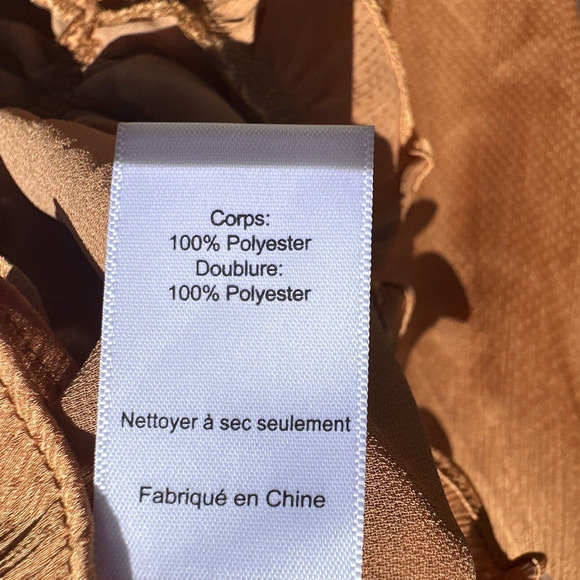 Corps:
100% Polyester
Doublure:
100% Polyester
Nettoyer à sec seulement
Fabriqué en Chine